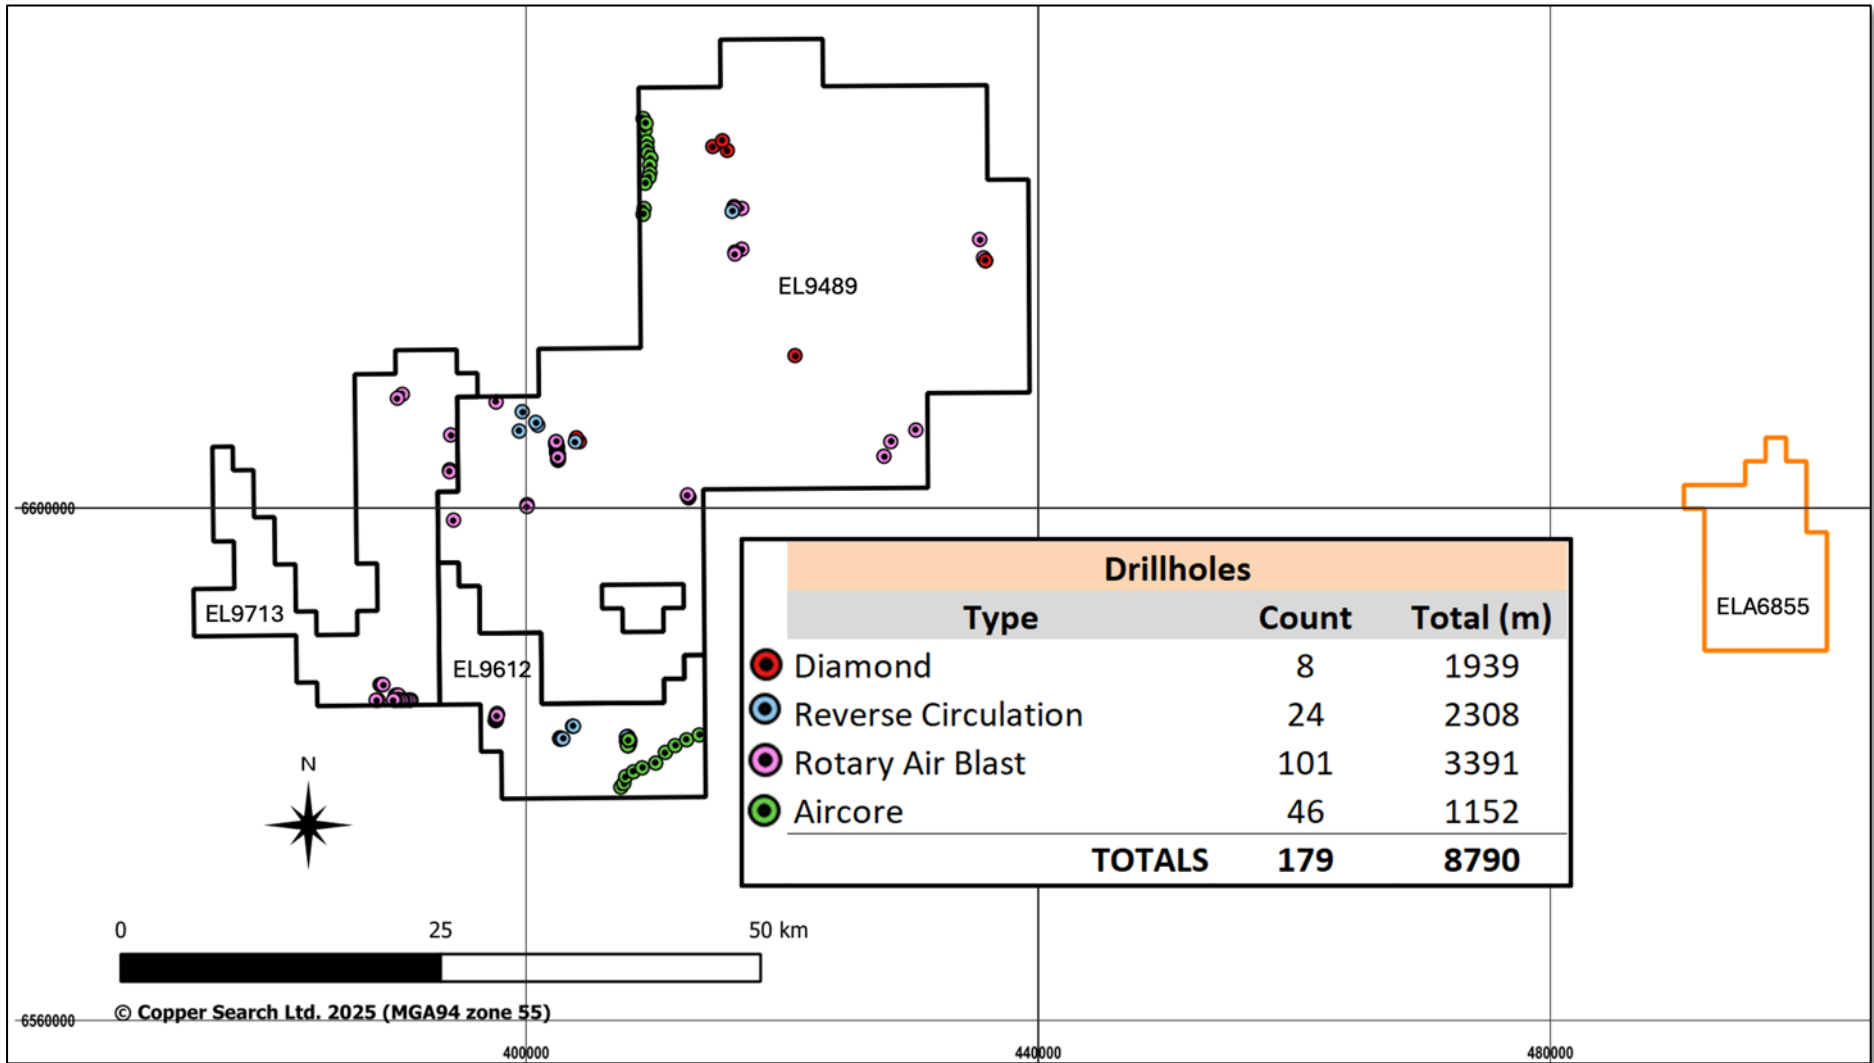 EL9489
6600000
Drillholes
Type Count Total (m)
Diamond 8 1939
Reverse Circulation 24 2308
Rotary Air Blast 101 3391
Aircore 46 1152
TOTALS 179 8790
ELA6855
EL9713
EL9612
N
0 25 50 km
© Copper Search Ltd. 2025 (MGA94 zone 55)
6560000
400000 440000 480000